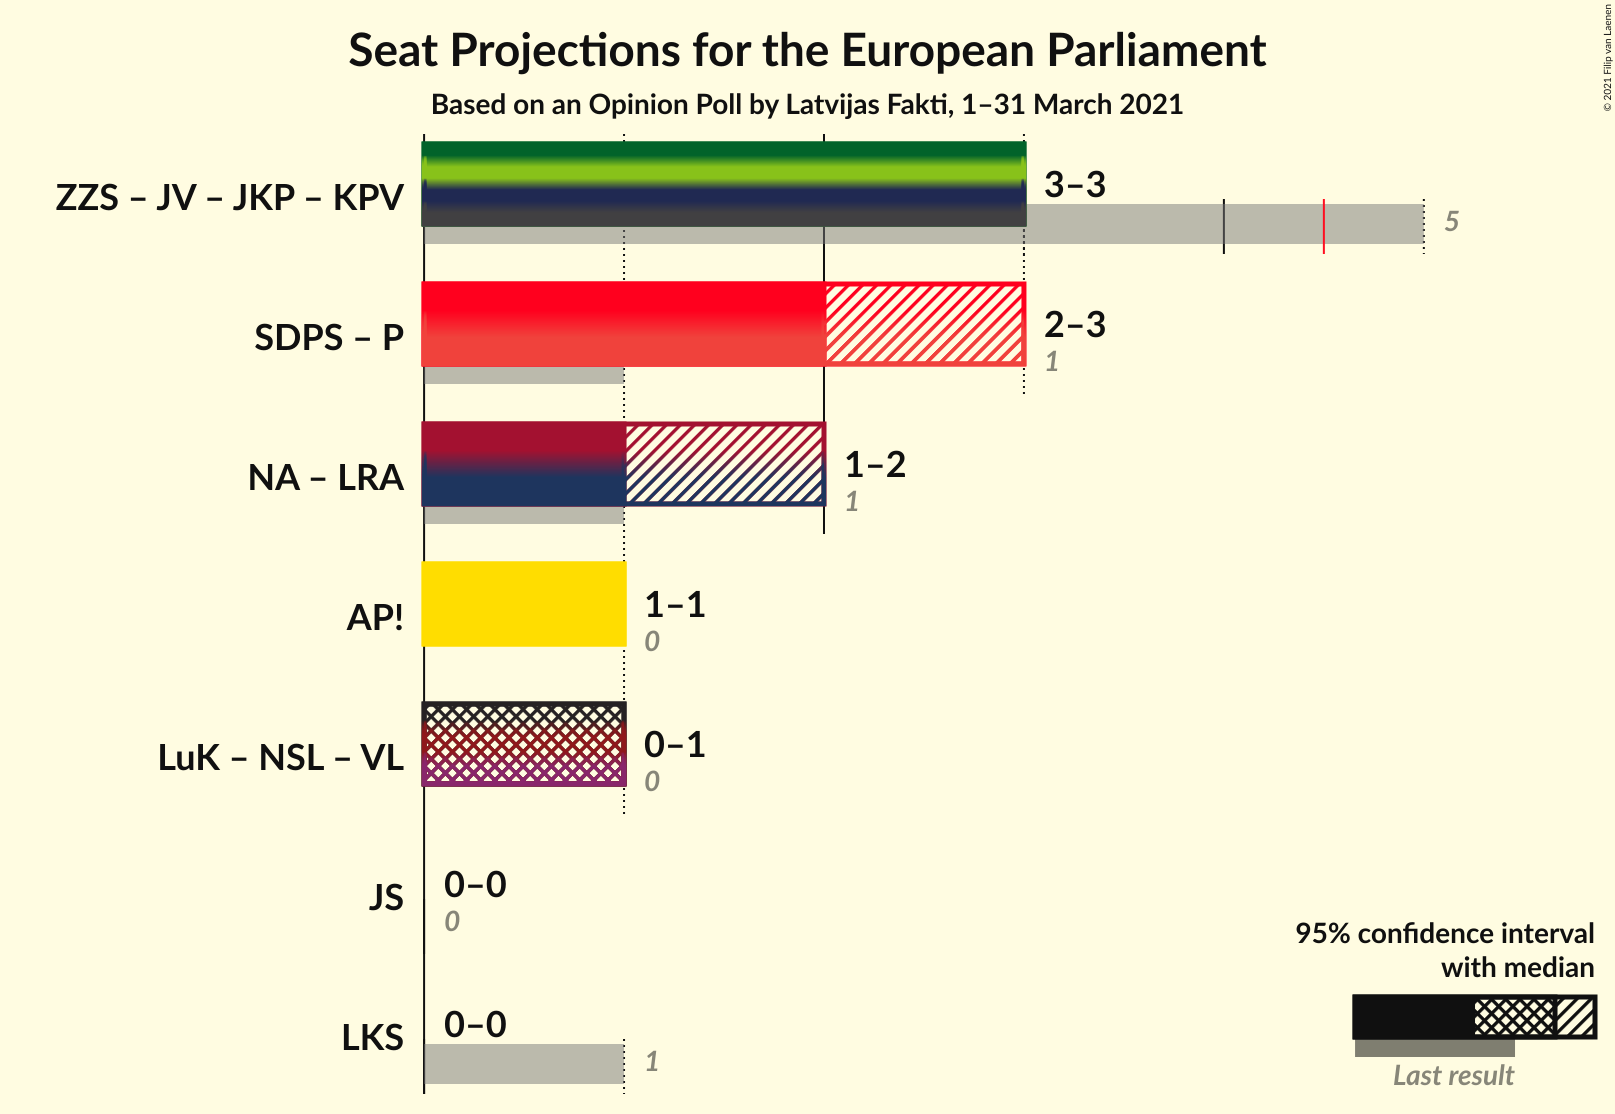 Seat Projections for the European Parliament
Based on an Opinion Poll by Latvijas Fakti, 1–31 March 2021
© 2021 Filip van Laenen
ZZS – JV – JKP – KPV
3–3
5
SDPS – P
2–3
1
NA – LRA
1–2
1
AP!
1–1
0
LuK – NSL – VL
0–1
0
JS
0–0
0
LKS
0–0
1
95% confidence interval
with median
Last result